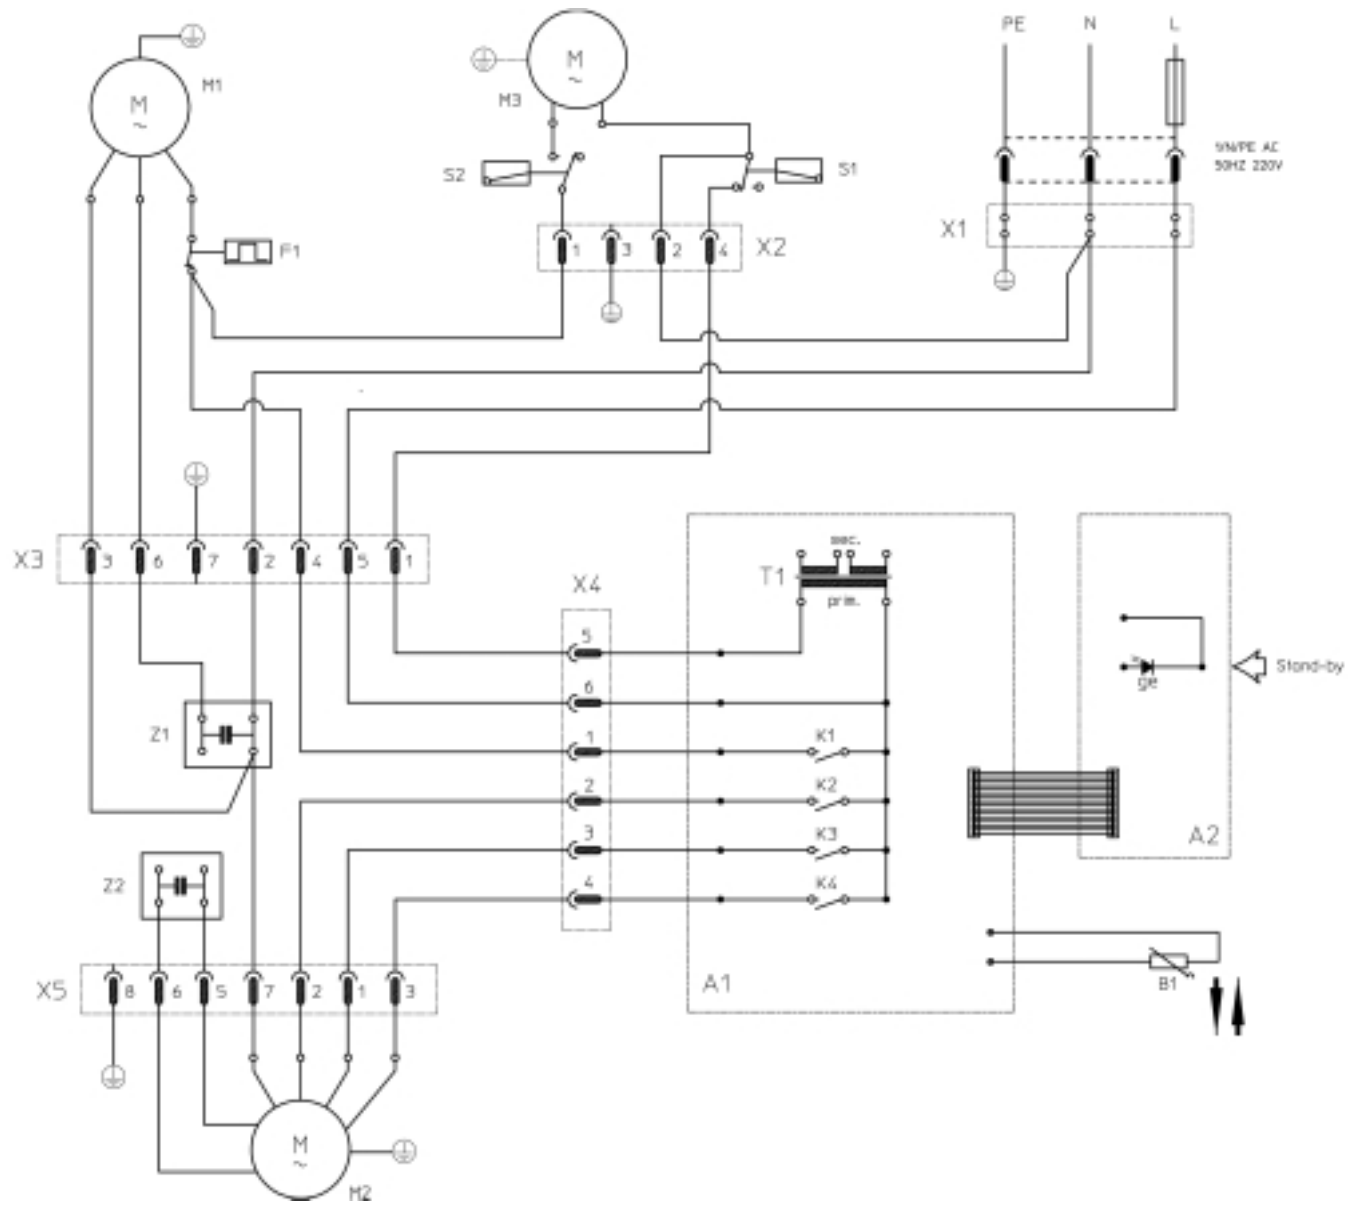 PE N L
M
~
M1
M
~
M3
1/N/PE AC
50HZ 220V
S2
S1
X1
F1
1 3 2 4 X2
X3 3 6 7 2 4 5 1
X4
sec.
T1
prim.
5
6
Z1
1 K1
2 K2
3 K3
4 K4
Stand-by
ge
A2
Z2
A1
B1
X5 8 6 5 7 2 1 3
M
~
M2